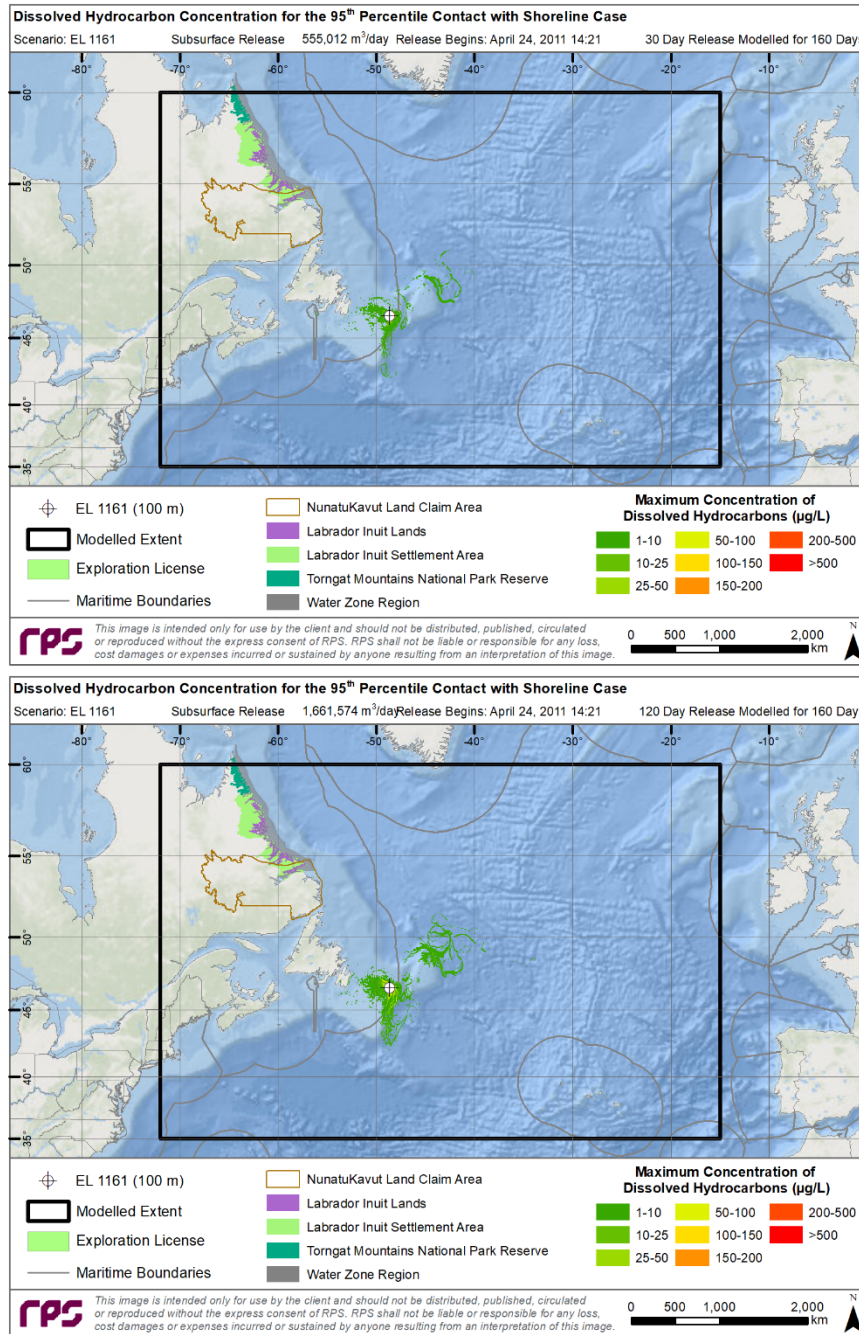 Dissolved Hydrocarbon Concentration for the 95th Percentile Contact with Shoreline Case
Scenario: EL 1161 Subsurface Release 555,012 m³/day Release Begins: April 24, 2011 14:21 30 Day Release Modelled for 160 Days
-80° -70° -60° -50° -40° -30° -20° -10° 0°
60°
55°
50°
45°
40°
35°
EL 1161 (100 m)
Modelled Extent
Exploration License
Maritime Boundaries
NunatuKavut Land Claim Area
Labrador Inuit Lands
Labrador Inuit Settlement Area
Torngat Mountains National Park Reserve
Water Zone Region
Maximum Concentration of
Dissolved Hydrocarbons (µg/L)
1-10 50-100 200-500
10-25 100-150 >500
25-50 150-200
rps
This image is intended only for use by the client and should not be distributed, published, circulated
or reproduced without the express consent of RPS. RPS shall not be liable or responsible for any loss,
cost damages or expenses incurred or sustained by anyone resulting from an interpretation of this image.
0 500 1,000 2,000
km
N
Dissolved Hydrocarbon Concentration for the 95th Percentile Contact with Shoreline Case
Scenario: EL 1161 Subsurface Release 1,661,574 m³/day Release Begins: April 24, 2011 14:21 120 Day Release Modelled for 160 Days
-80° -70° -60° -50° -40° -30° -20° -10° 0°
60°
55°
50°
45°
40°
35°
EL 1161 (100 m)
Modelled Extent
Exploration License
Maritime Boundaries
NunatuKavut Land Claim Area
Labrador Inuit Lands
Labrador Inuit Settlement Area
Torngat Mountains National Park Reserve
Water Zone Region
Maximum Concentration of
Dissolved Hydrocarbons (µg/L)
1-10 50-100 200-500
10-25 100-150 >500
25-50 150-200
rps
This image is intended only for use by the client and should not be distributed, published, circulated
or reproduced without the express consent of RPS. RPS shall not be liable or responsible for any loss,
cost damages or expenses incurred or sustained by anyone resulting from an interpretation of this image.
0 500 1,000 2,000
km
N